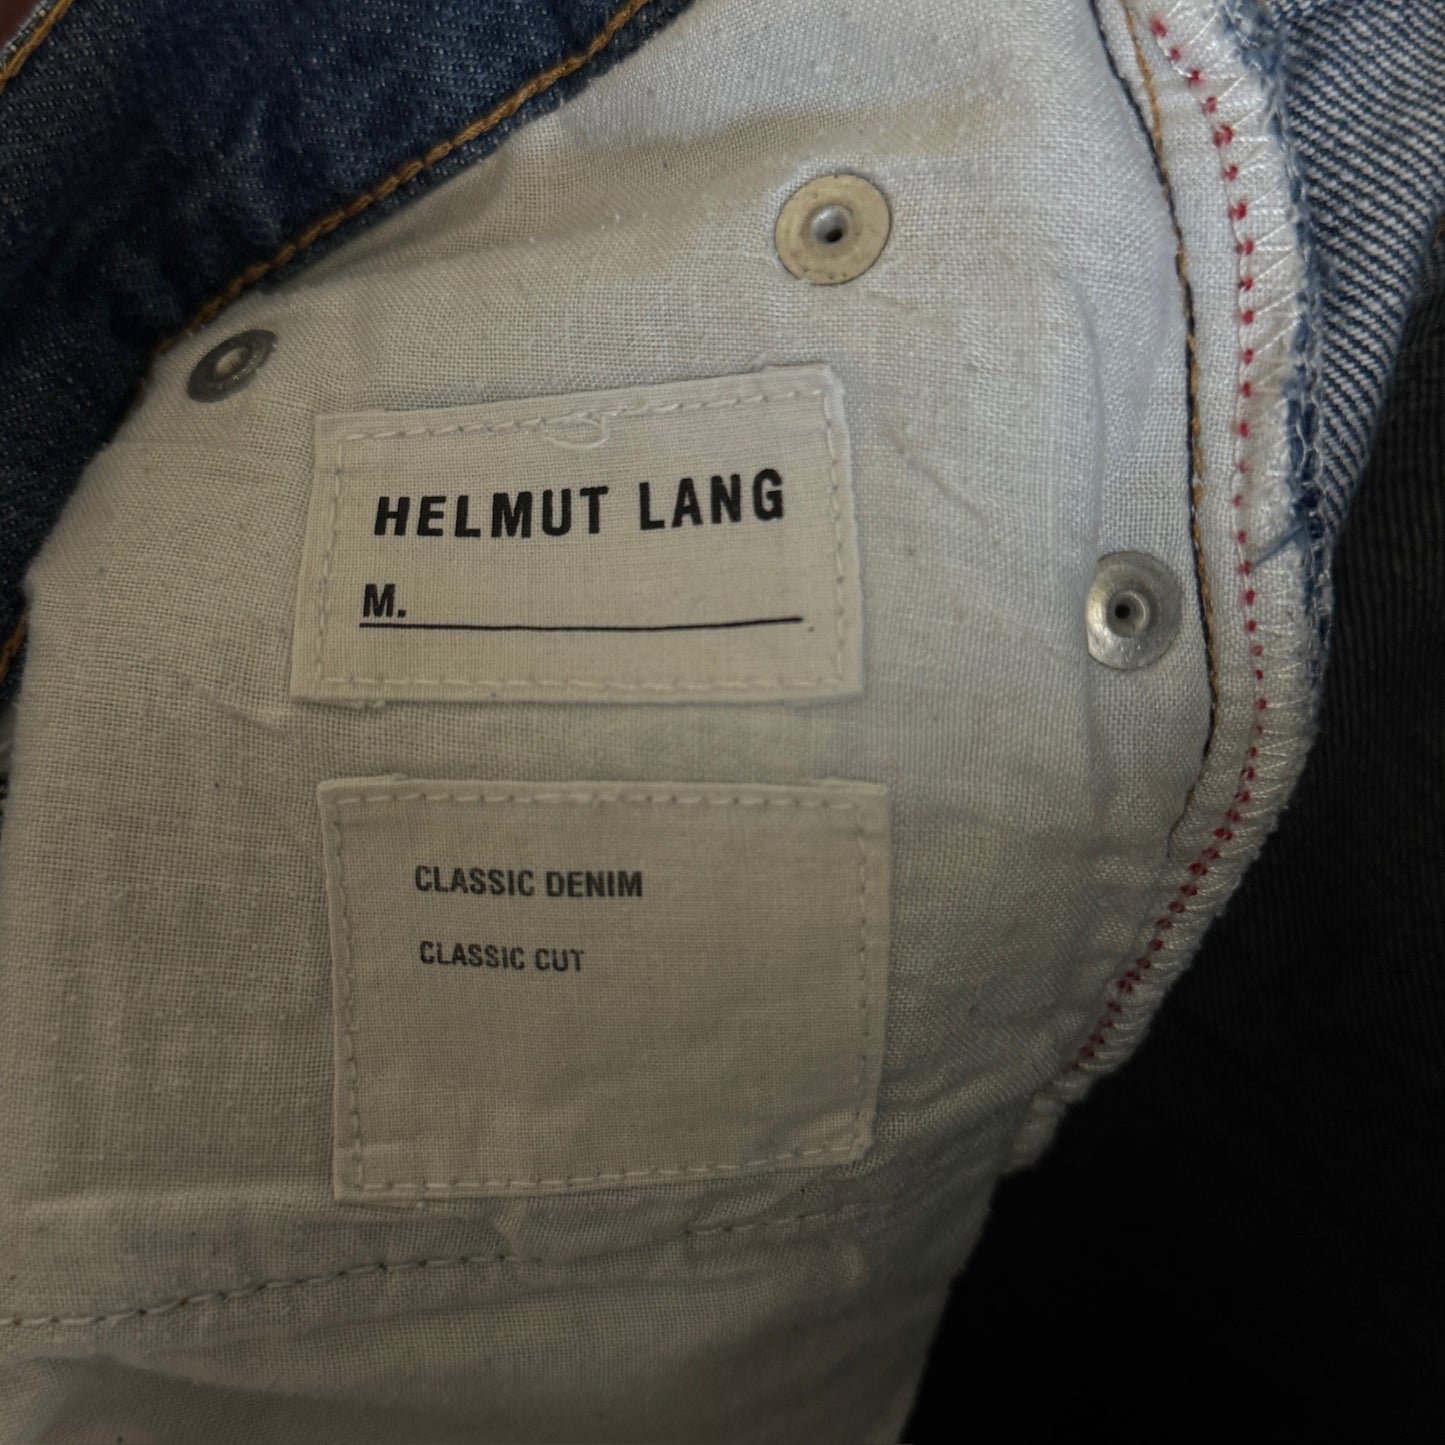 HELMUT LANG
M.
CLASSIC DENIM
CLASSIC CUT